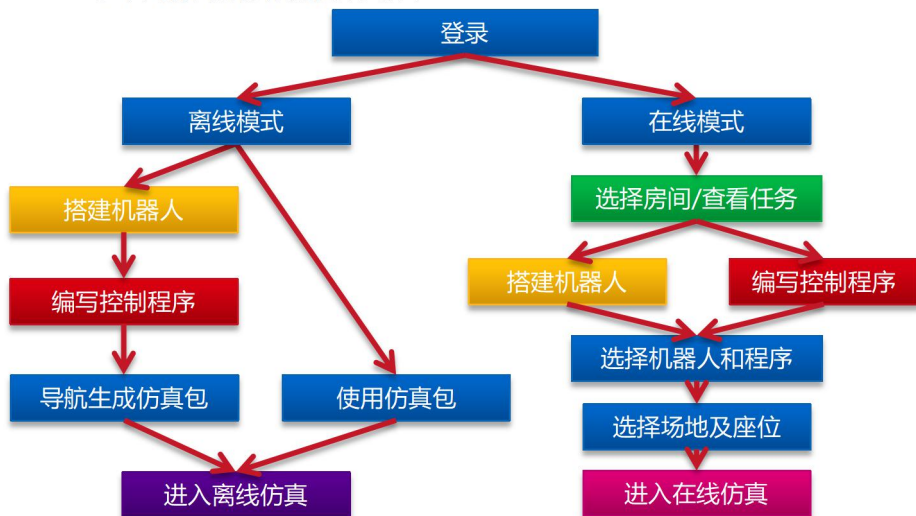 登录
离线模式
在线模式
搭建机器人
选择房间/查看任务
编写控制程序
搭建机器人
编写控制程序
导航生成仿真包
使用仿真包
选择机器人和程序
选择场地及座位
进入离线仿真
进入在线仿真